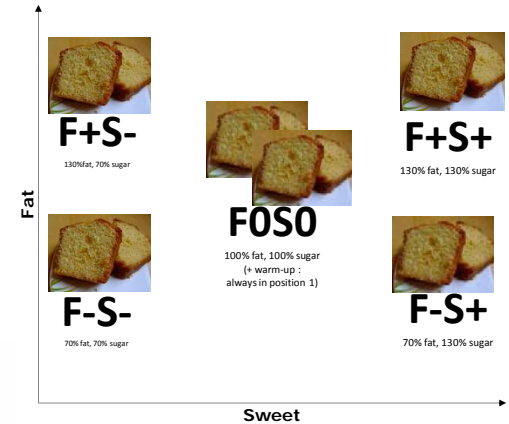 F+S-
130%fat, 70% sugar
F+S+
130% fat, 130% sugar
F0S0
100% fat, 100% sugar
(+ warm-up :
always in position 1)
F-S-
70% fat, 70% sugar
F-S+
70% fat, 130% sugar
Fat
Sweet